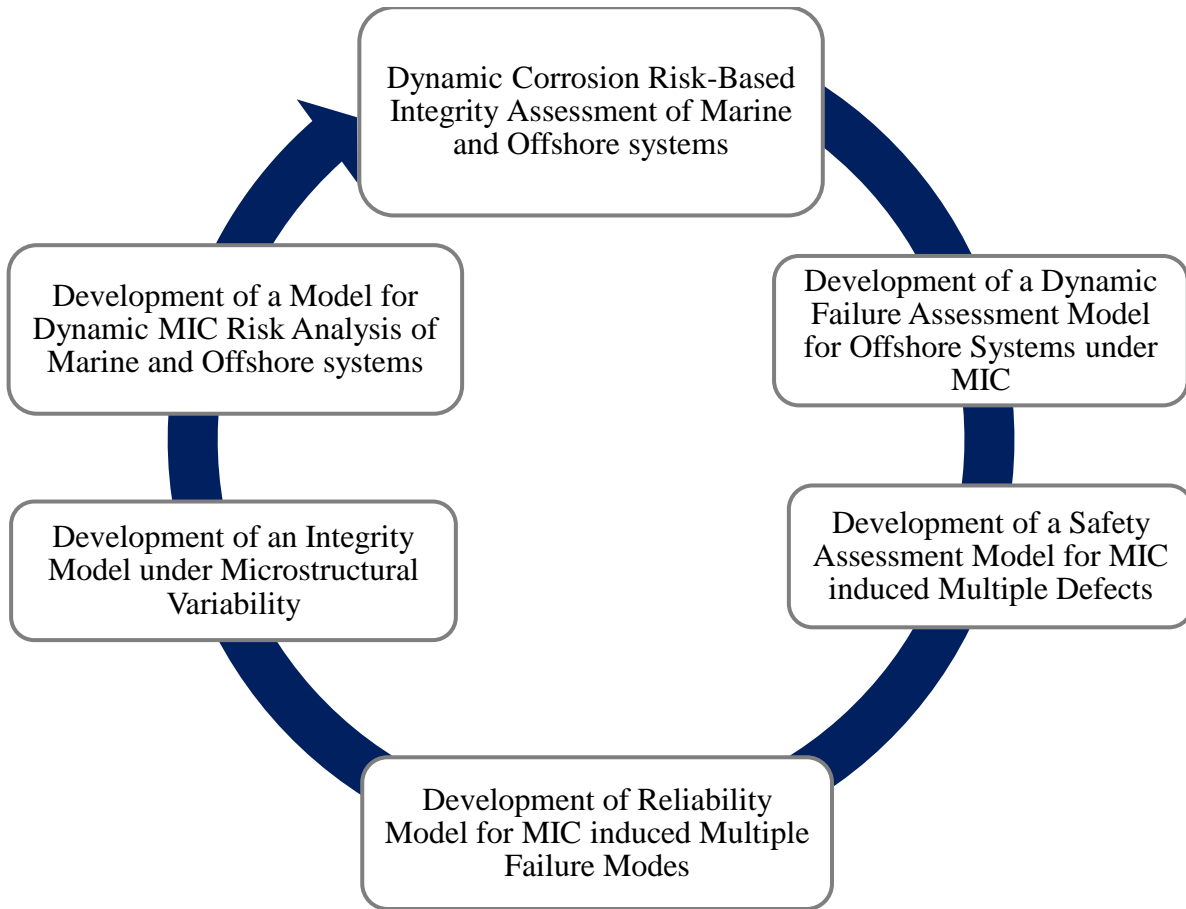 Dynamic Corrosion Risk-Based
Integrity Assessment of Marine
and Offshore systems
Development of a Dynamic
Failure Assessment Model
for Offshore Systems under
MIC
Development of a Safety
Assessment Model for MIC
induced Multiple Defects
Development of Reliability
Model for MIC induced Multiple
Failure Modes
Development of an Integrity
Model under Microstructural
Variability
Development of a Model for
Dynamic MIC Risk Analysis of
Marine and Offshore systems